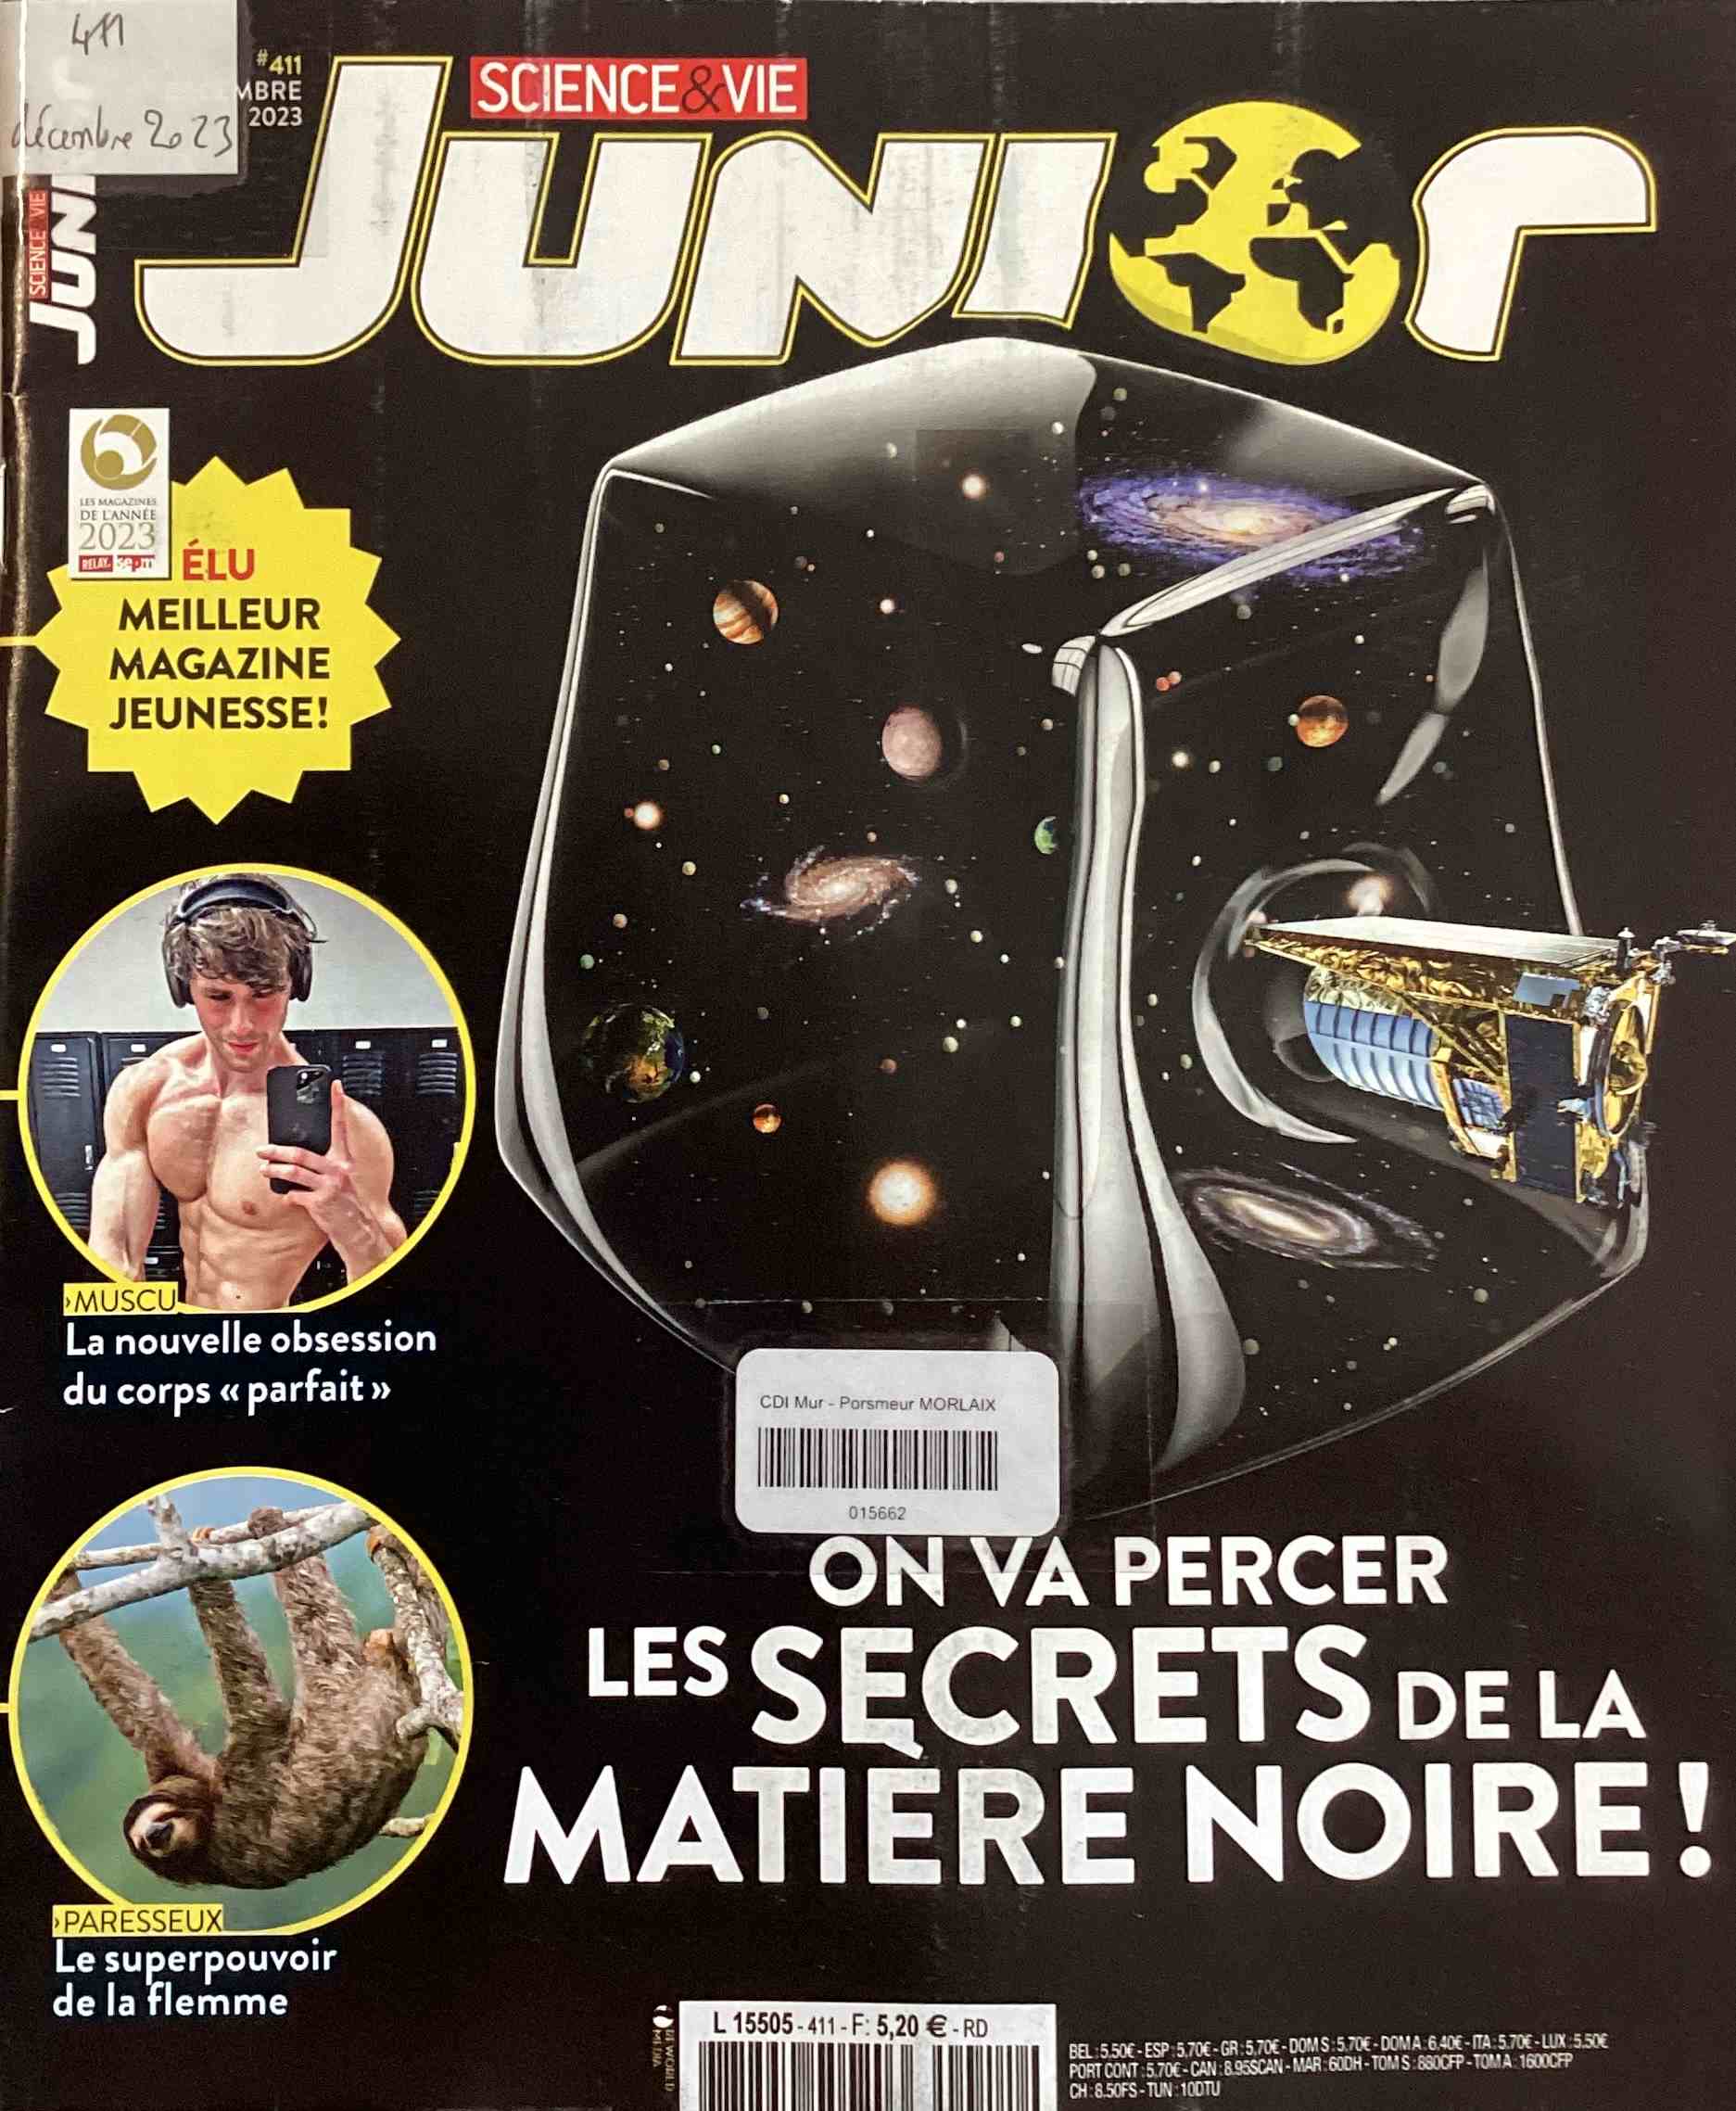 411
décembre 2023
#411
MBRE
2023
SCIENCE&VIE
JUNIOR
SCIENCE VIE
JUNI
LES MAGAZINES
DE L'ANNÉE
2023
RELAY sepm
ÉLU
MEILLEUR
MAGAZINE
JEUNESSE!
›MUSCU
La nouvelle obsession
du corps « parfait »
CDI Mur - Porsmeur MORLAIX
015662
ON VA PERCER
LES SECRETS DE LA
MATIÈRE NOIRE !
›PARESSEUX
Le superpouvoir
de la flemme
L 15505 - 411 - F: 5,20 € - RD
BEL : 5.50€ - ESP : 5,70€ - GR : 5,70€ - DOM S : 5,70€ - DOM A : 6,40€ - ITA : 5.70€ - LUX : 5.50€
PORT CONT : 5.70€ - CAN : 8.95$CAN - MAR : 60DH - TOM S : 880CFP - TOM A : 1600CFP
CH : 8.50FS - TUN : 10DTU